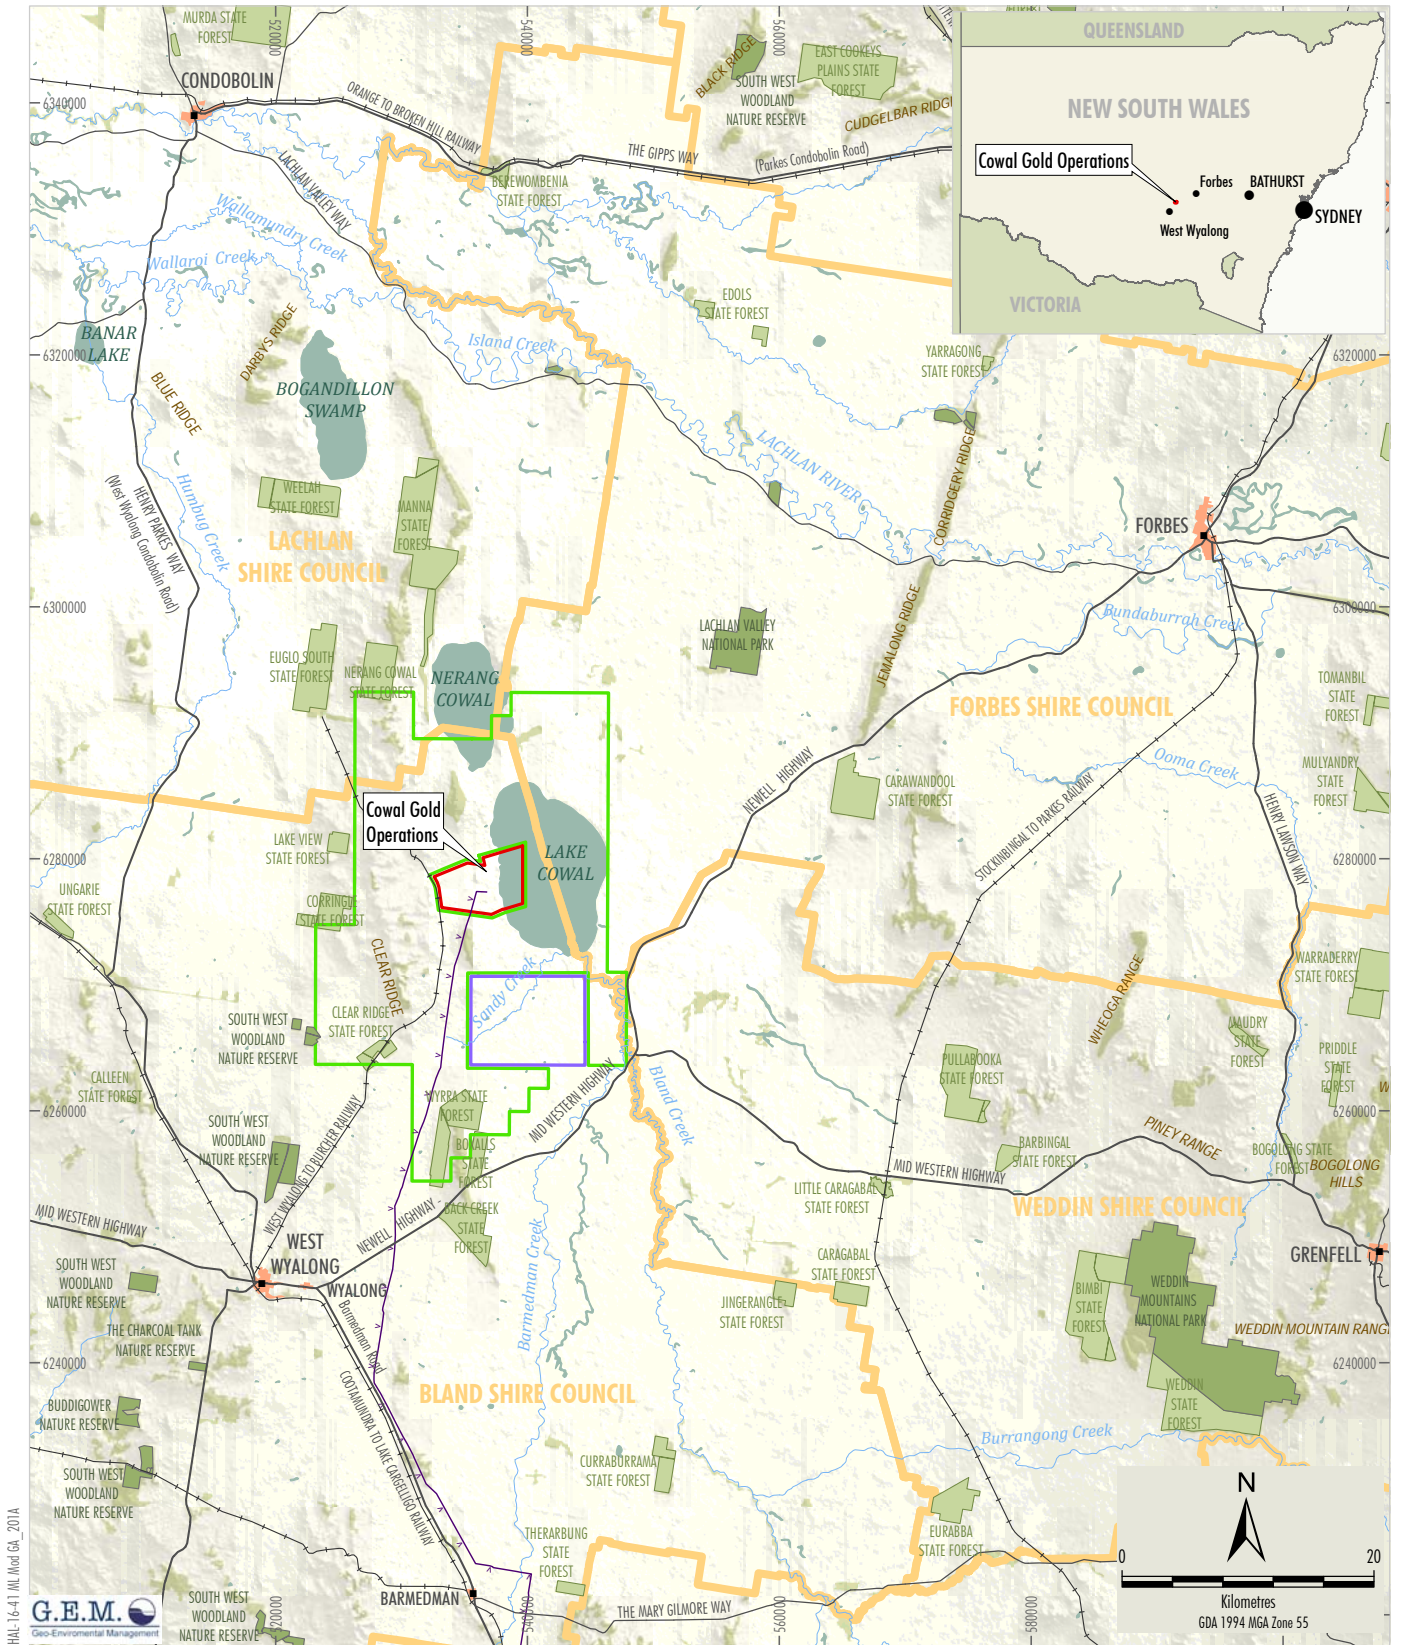 MURDA STATE
FOREST
520000
540000
560000
CONDOBOLIN
6340000
ORANGE TO BROKEN HILL RAILWAY
BLACK RIDGE
SOUTH WEST
WOODLAND
NATURE RESERVE
EAST COOKEYS
PLAINS STATE
FOREST
CUDGELBAR RIDGE
THE GIPPS WAY
(Parkes Condobolin Road)
LACHLAN VALLEY WAY
BEREWOMBENIA
STATE FOREST
QUEENSLAND
NEW SOUTH WALES
Cowal Gold Operations
Forbes
BATHURST
SYDNEY
West Wyalong
VICTORIA
Wallamundry Creek
Wallaroi Creek
BANAR
LAKE
6320000
DARBYS RIDGE
BLUE RIDGE
BOGANDILLON
SWAMP
Island Creek
EDOLS
STATE FOREST
YARRAGONG
STATE FOREST
6320000
LACHLAN RIVER
CORRIDGERY RIDGE
HENRY PARKES WAY
(West Wyalong Condobolin Road)
Humbug Creek
WEELAH
STATE FOREST
MANNA
STATE
FOREST
LACHLAN
SHIRE COUNCIL
FORBES
6300000
6300000
JEMALONG RIDGE
LACHLAN VALLEY
NATIONAL PARK
Bundaburrah Creek
EUGLO SOUTH
STATE FOREST
NERANG COWAL
STATE FOREST
NERANG
COWAL
FORBES SHIRE COUNCIL
TOMANBIL
STATE
FOREST
Ooma Creek
MULYANDRY
STATE
FOREST
NEWELL HIGHWAY
CARAWANDOOL
STATE FOREST
STOCKINBINGAL TO PARKES RAILWAY
HENRY LAWSON WAY
Cowal Gold
Operations
LAKE VIEW
STATE FOREST
LAKE
COWAL
6280000
6280000
UNGARIE
STATE FOREST
CORRINGLE
STATE FOREST
CLEAR RIDGE
Sandy Creek
WARRADERRY
STATE FOREST
WHEOGA RANGE
SOUTH WEST
WOODLAND
NATURE RESERVE
CLEAR RIDGE
STATE FOREST
MAUDRY
STATE
FOREST
PRIDDLE
STATE
FOREST
CALLEEN
STATE FOREST
PULLABOOKA
STATE FOREST
WYRRA STATE
FOREST
MID WESTERN HIGHWAY
Bland Creek
6260000
6260000
SOUTH WEST
WOODLAND
NATURE RESERVE
WEST WYALONG TO BURCHER RAILWAY
BOXALLS
STATE
FOREST
BARBINGAL
STATE FOREST
PINEY RANGE
BOGOLONG STATE
FOREST
BOGOLONG
HILLS
MID WESTERN HIGHWAY
LITTLE CARAGABAL
STATE FOREST
WEDDIN SHIRE COUNCIL
MID WESTERN HIGHWAY
NEWELL HIGHWAY
BACK CREEK
STATE
FOREST
WEST
WYALONG
WYALONG
GRENFELL
SOUTH WEST
WOODLAND
NATURE RESERVE
Barmedman Creek
CARAGABAL
STATE FOREST
JINGERANGLE
STATE FOREST
BIMBI
STATE
FOREST
WEDDIN
MOUNTAINS
NATIONAL PARK
THE CHARCOAL TANK
NATURE RESERVE
Barmedman Road
WEDDIN MOUNTAIN RANGE
6240000
6240000
BLAND SHIRE COUNCIL
WEDDIN
STATE
FOREST
BUDDIGOWER
NATURE RESERVE
COOTAMUNDRA TO LAKE CARGELLIGO RAILWAY
Burrangong Creek
CURRABURRAMA
STATE FOREST
SOUTH WEST
WOODLAND
NATURE RESERVE
THERARBUNG
STATE
FOREST
EURABBA
STATE FOREST
N
0
20
Kilometres
GDA 1994 MGA Zone 55
BARMEDMAN
THE MARY GILMORE WAY
SOUTH WEST
WOODLAND
NATURE RESERVE
520000
540000
560000
580000
G.E.M.
Geo-Enviromental Management
HAL-16-41 ML Mod GA_201A